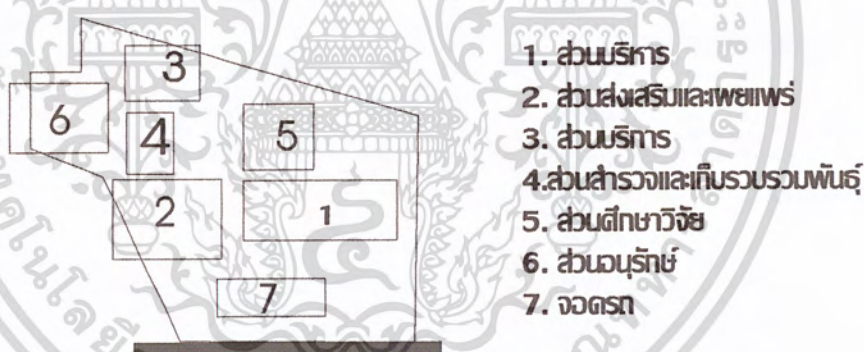 3
6
4
5
2
1
7
1. ส่วนบริหาร
2. ส่วนส่งเสริมและเผยแพร่
3. ส่วนบริการ
4.ส่วนสำรวจและเก็บรวบรวมพันธุ์
5. ส่วนศึกษาวิจัย
6. ส่วนอนุรักษ์
7. จอดรถ